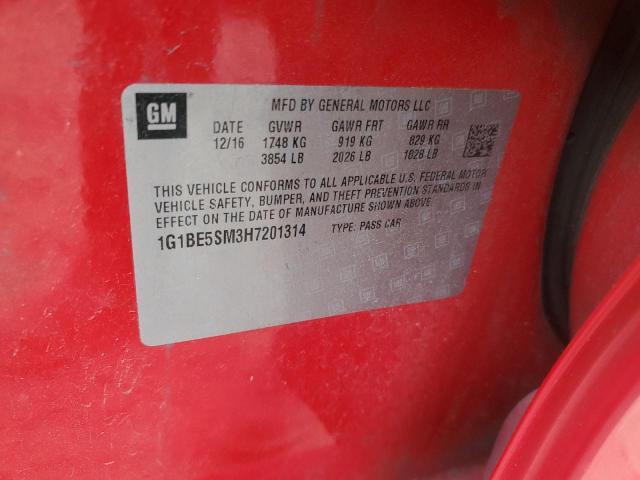 GM
MFD BY GENERAL MOTORS LLC
DATE GVWR GAWR FRT GAWR RR
12/16 1748 KG 919 KG 829 KG
3854 LB 2026 LB 1828 LB
THIS VEHICLE CONFORMS TO ALL APPLICABLE U.S. FEDERAL MOTOR
VEHICLE SAFETY, BUMPER, AND THEFT PREVENTION STANDARDS IN
EFFECT ON THE DATE OF MANUFACTURE SHOWN ABOVE.
1G1BE5SM3H7201314 TYPE: PASS CAR